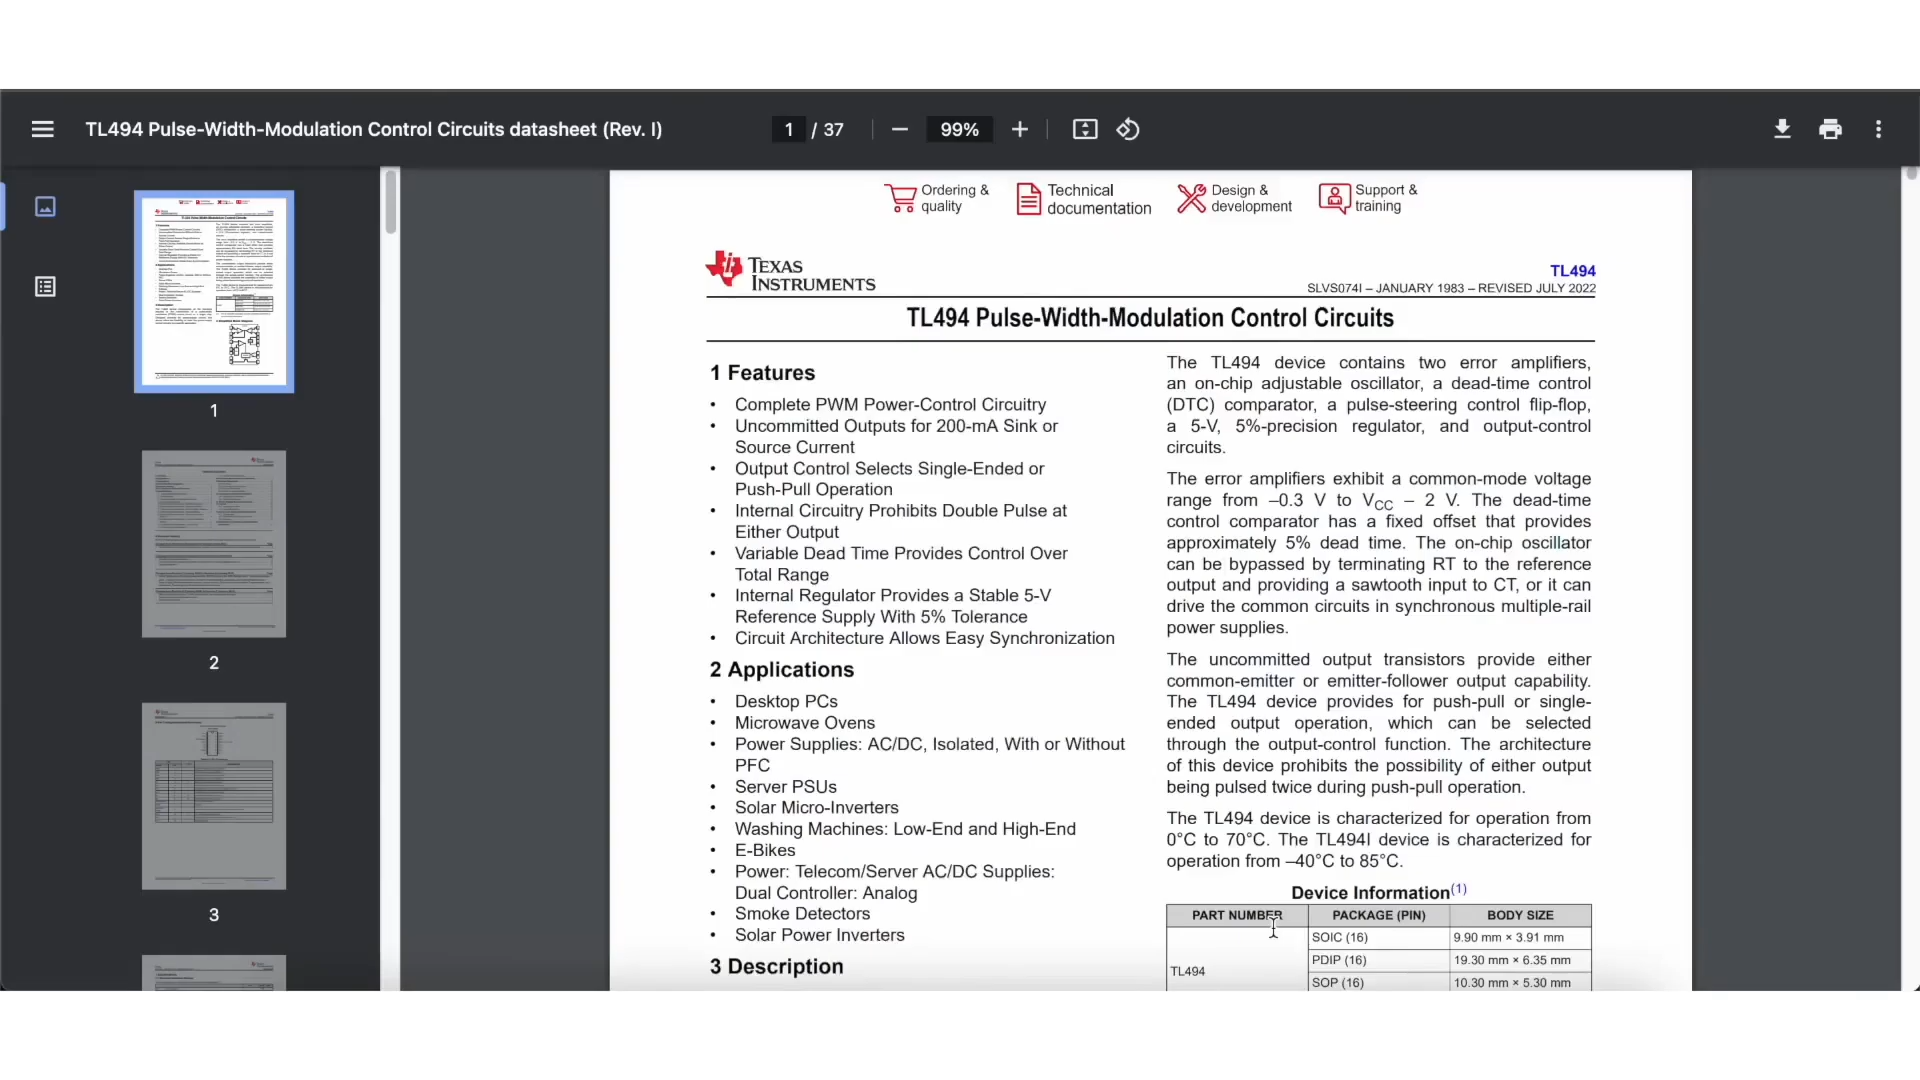 TL494 Pulse-Width-Modulation Control Circuits datasheet (Rev. I)
1 / 37
99%
1
2
3
Ordering & quality
Technical documentation
Design & development
Support & training
TEXAS
INSTRUMENTS
TL494
SLVS074I – JANUARY 1983 – REVISED JULY 2022
TL494 Pulse-Width-Modulation Control Circuits
1 Features
• Complete PWM Power-Control Circuitry
• Uncommitted Outputs for 200-mA Sink or
Source Current
• Output Control Selects Single-Ended or
Push-Pull Operation
• Internal Circuitry Prohibits Double Pulse at
Either Output
• Variable Dead Time Provides Control Over
Total Range
• Internal Regulator Provides a Stable 5-V
Reference Supply With 5% Tolerance
• Circuit Architecture Allows Easy Synchronization
2 Applications
• Desktop PCs
• Microwave Ovens
• Power Supplies: AC/DC, Isolated, With or Without
PFC
• Server PSUs
• Solar Micro-Inverters
• Washing Machines: Low-End and High-End
• E-Bikes
• Power: Telecom/Server AC/DC Supplies:
Dual Controller: Analog
• Smoke Detectors
• Solar Power Inverters
3 Description
The TL494 device contains two error amplifiers,
an on-chip adjustable oscillator, a dead-time control
(DTC) comparator, a pulse-steering control flip-flop,
a 5-V, 5%-precision regulator, and output-control
circuits.
The error amplifiers exhibit a common-mode voltage
range from –0.3 V to VCC – 2 V. The dead-time
control comparator has a fixed offset that provides
approximately 5% dead time. The on-chip oscillator
can be bypassed by terminating RT to the reference
output and providing a sawtooth input to CT, or it can
drive the common circuits in synchronous multiple-rail
power supplies.
The uncommitted output transistors provide either
common-emitter or emitter-follower output capability.
The TL494 device provides for push-pull or single-
ended output operation, which can be selected
through the output-control function. The architecture
of this device prohibits the possibility of either output
being pulsed twice during push-pull operation.
The TL494 device is characterized for operation from
0°C to 70°C. The TL494I device is characterized for
operation from –40°C to 85°C.
Device Information(1)
PART NUMBER PACKAGE (PIN) BODY SIZE
SOIC (16) 9.90 mm × 3.91 mm
PDIP (16) 19.30 mm × 6.35 mm
TL494
SOP (16) 10.30 mm × 5.30 mm